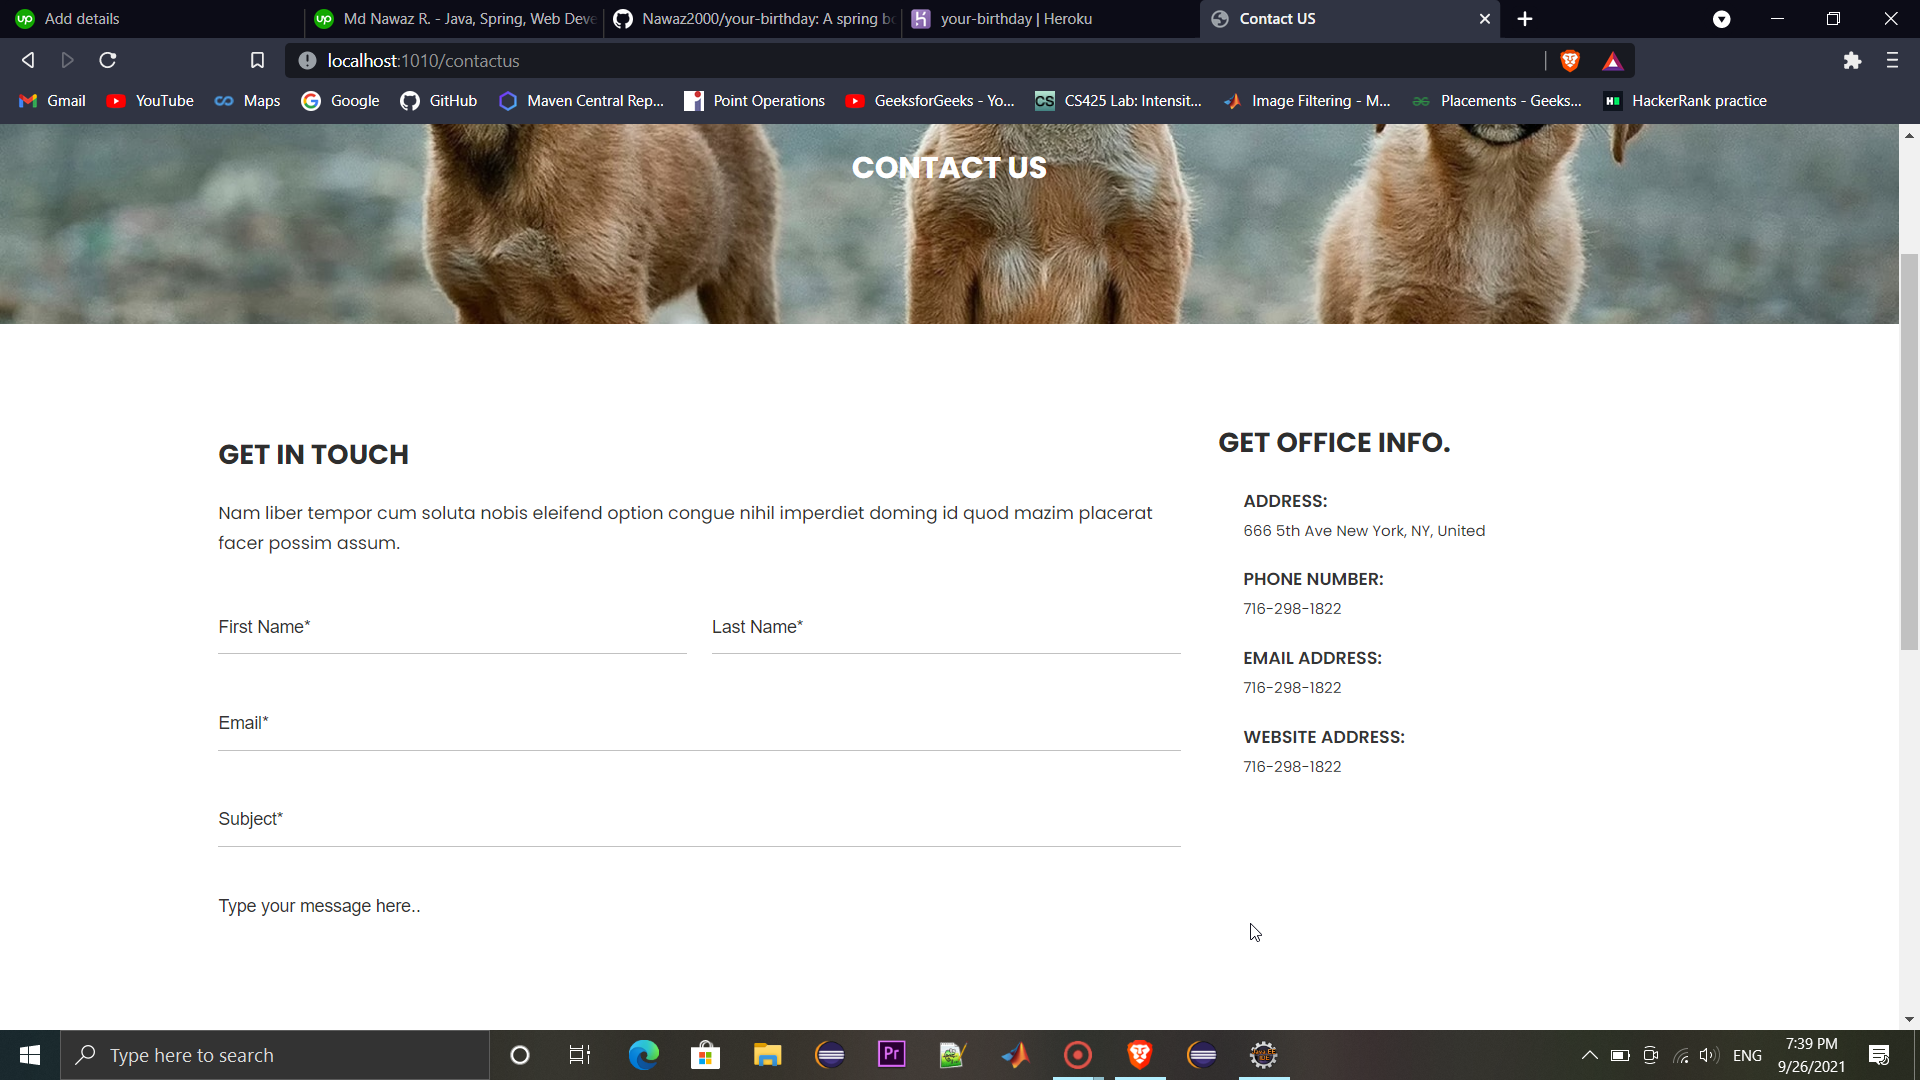 Add details
Md Nawaz R. - Java, Spring, Web Deve
Nawaz2000/your-birthday: A spring bo
your-birthday | Heroku
Contact US
localhost:1010/contactus
Gmail
YouTube
Maps
Google
GitHub
Maven Central Rep...
Point Operations
GeeksforGeeks - Yo...
CS425 Lab: Intensit...
Image Filtering - M...
Placements - Geeks...
HackerRank practice
CONTACT US
GET IN TOUCH
Nam liber tempor cum soluta nobis eleifend option congue nihil imperdiet doming id quod mazim placerat
facer possim assum.
First Name*
Last Name*
Email*
Subject*
Type your message here..
GET OFFICE INFO.
ADDRESS:
666 5th Ave New York, NY, United
PHONE NUMBER:
716-298-1822
EMAIL ADDRESS:
716-298-1822
WEBSITE ADDRESS:
716-298-1822
Type here to search
ENG
7:39 PM
9/26/2021